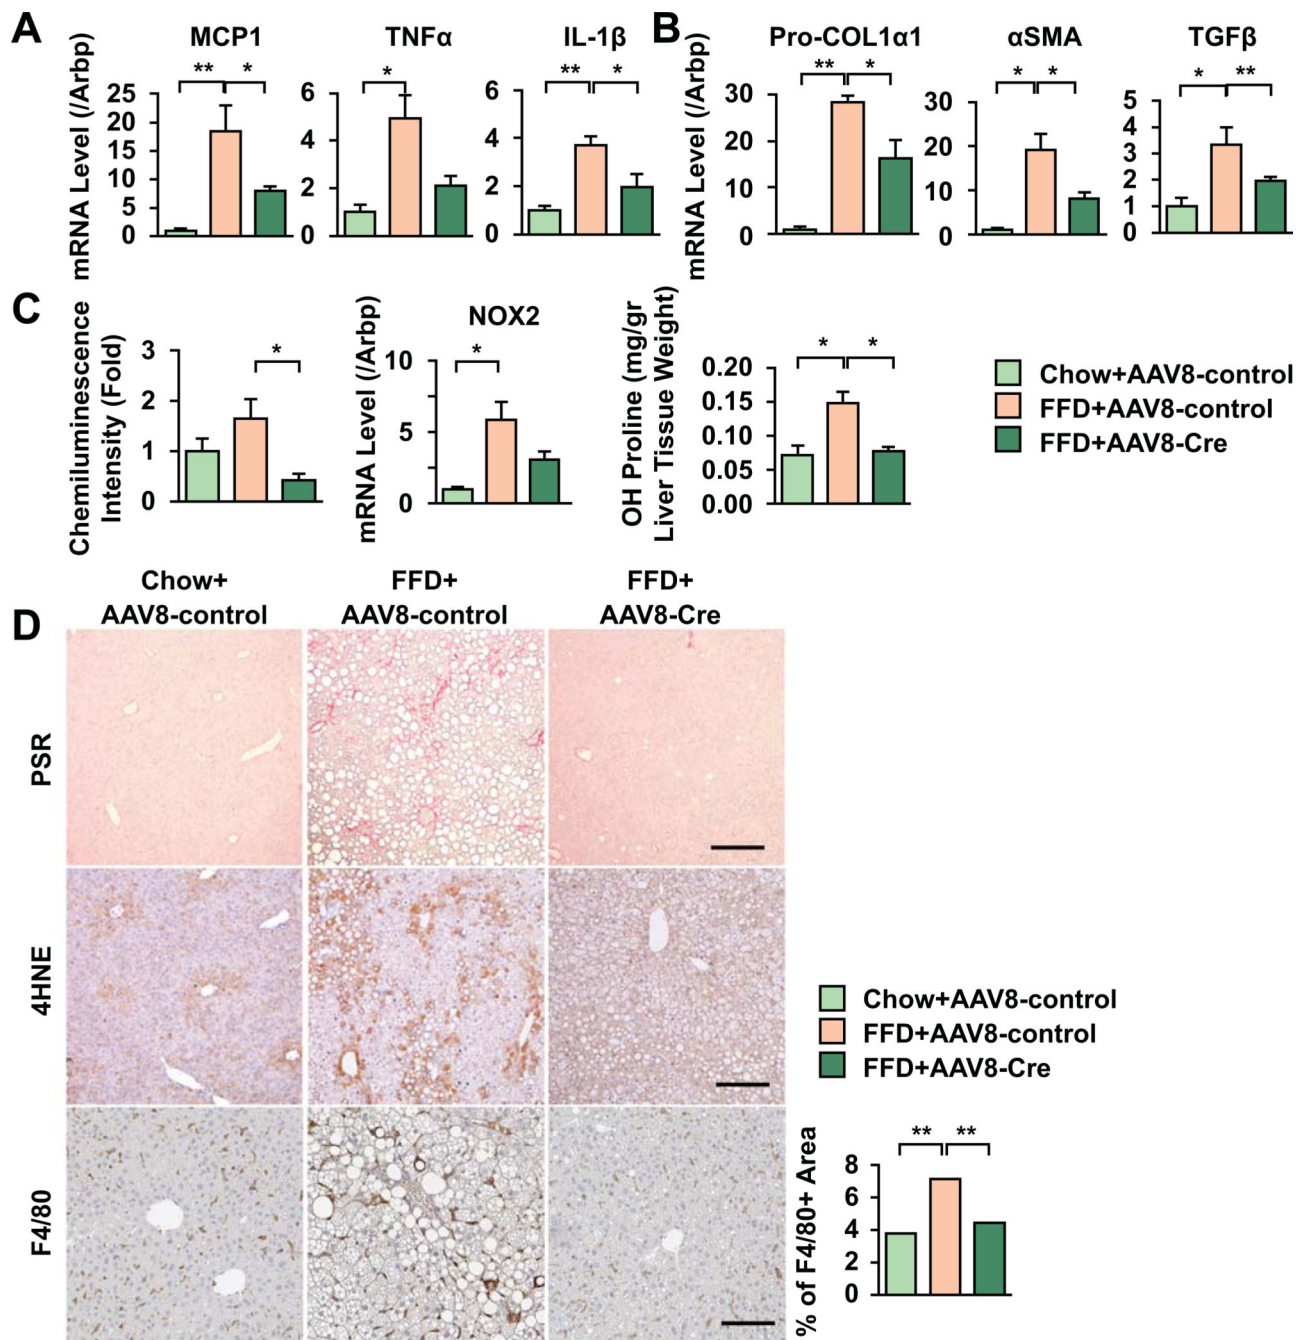 A
MCP1
TNFα
IL-1β
mRNA Level (/Arbp)
** *
*
** *
25
20
15
10
5
0
6
4
2
0
6
4
2
0
B
Pro-COL1α1
αSMA
TGFβ
mRNA Level (/Arbp)
** *
* *
* **
30
20
10
0
30
20
10
0
5
4
3
2
1
0
C
Chemiluminescence
Intensity (Fold)
*
3
2
1
0
NOX2
mRNA Level (/Arbp)
*
10
5
0
OH Proline (mg/gr
Liver Tissue Weight)
* *
0.20
0.15
0.10
0.05
0.00
Chow+AAV8-control
FFD+AAV8-control
FFD+AAV8-Cre
D
Chow+
AAV8-control
FFD+
AAV8-control
FFD+
AAV8-Cre
PSR
4HNE
F4/80
Chow+AAV8-control
FFD+AAV8-control
FFD+AAV8-Cre
% of F4/80+ Area
** **
8
6
4
2
0